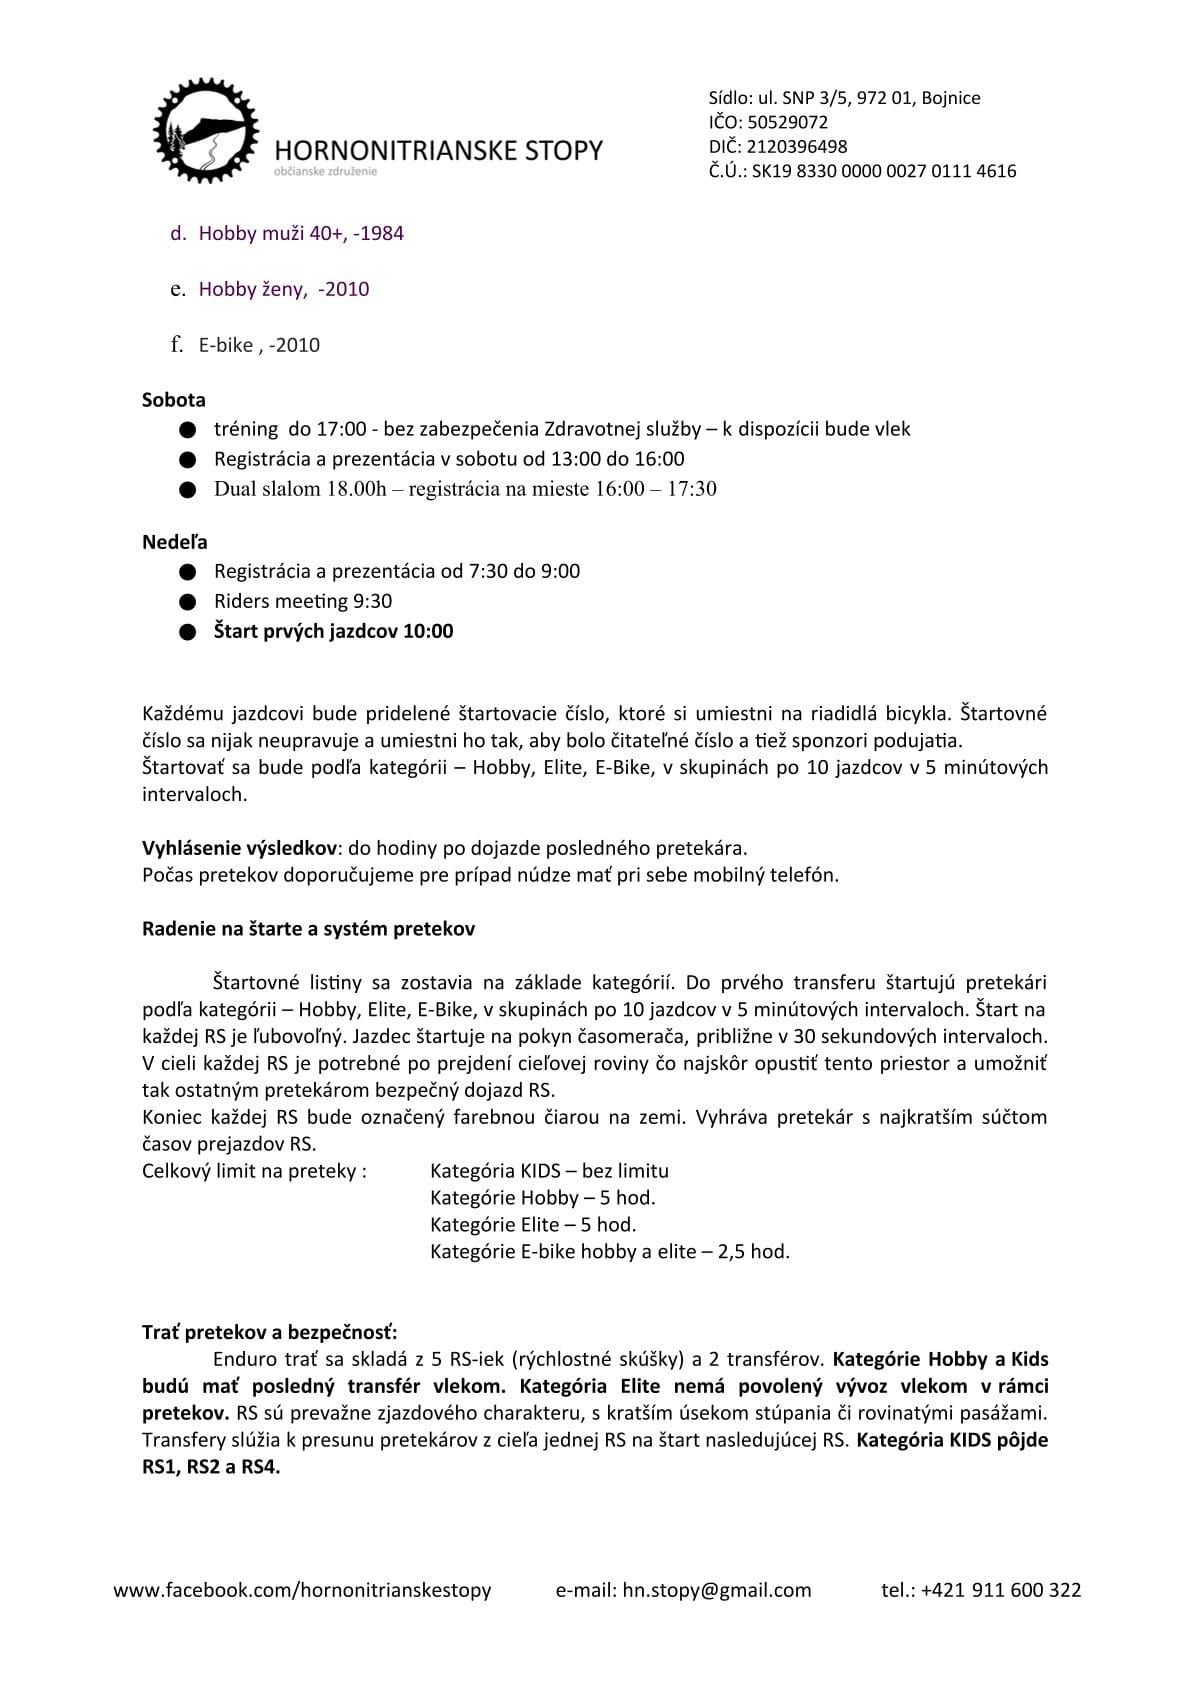 HORNONITRIANSKE STOPY
občianske združenie
Sídlo: ul. SNP 3/5, 972 01, Bojnice
IČO: 50529072
DIČ: 2120396498
Č.Ú.: SK19 8330 0000 0027 0111 4616
d. Hobby muži 40+, -1984
e. Hobby ženy, -2010
f. E-bike , -2010
Sobota
● tréning do 17:00 - bez zabezpečenia Zdravotnej služby – k dispozícii bude vlek
● Registrácia a prezentácia v sobotu od 13:00 do 16:00
● Dual slalom 18.00h – registrácia na mieste 16:00 – 17:30
Nedeľa
● Registrácia a prezentácia od 7:30 do 9:00
● Riders meeting 9:30
● Štart prvých jazdcov 10:00
Každému jazdcovi bude pridelené štartovacie číslo, ktoré si umiestni na riadidlá bicykla. Štartovné
číslo sa nijak neupravuje a umiestni ho tak, aby bolo čitateľné číslo a tiež sponzori podujatia.
Štartovať sa bude podľa kategórii – Hobby, Elite, E-Bike, v skupinách po 10 jazdcov v 5 minútových
intervaloch.
Vyhlásenie výsledkov: do hodiny po dojazde posledného pretekára.
Počas pretekov doporučujeme pre prípad núdze mať pri sebe mobilný telefón.
Radenie na štarte a systém pretekov
Štartovné listiny sa zostavia na základe kategórií. Do prvého transferu štartujú pretekári
podľa kategórii – Hobby, Elite, E-Bike, v skupinách po 10 jazdcov v 5 minútových intervaloch. Štart na
každej RS je ľubovoľný. Jazdec štartuje na pokyn časomerača, približne v 30 sekundových intervaloch.
V cieli každej RS je potrebné po prejdení cieľovej roviny čo najskôr opustiť tento priestor a umožniť
tak ostatným pretekárom bezpečný dojazd RS.
Koniec každej RS bude označený farebnou čiarou na zemi. Vyhráva pretekár s najkratším súčtom
časov prejazdov RS.
Celkový limit na preteky : Kategória KIDS – bez limitu
Kategórie Hobby – 5 hod.
Kategórie Elite – 5 hod.
Kategórie E-bike hobby a elite – 2,5 hod.
Trať pretekov a bezpečnosť:
Enduro trať sa skladá z 5 RS-iek (rýchlostné skúšky) a 2 transférov. Kategórie Hobby a Kids
budú mať posledný transfér vlekom. Kategória Elite nemá povolený vývoz vlekom v rámci
pretekov. RS sú prevažne zjazdového charakteru, s kratším úsekom stúpania či rovinatými pasážami.
Transfery slúžia k presunu pretekárov z cieľa jednej RS na štart nasledujúcej RS. Kategória KIDS pôjde
RS1, RS2 a RS4.
www.facebook.com/hornonitrianskestopy e-mail: hn.stopy@gmail.com tel.: +421 911 600 322